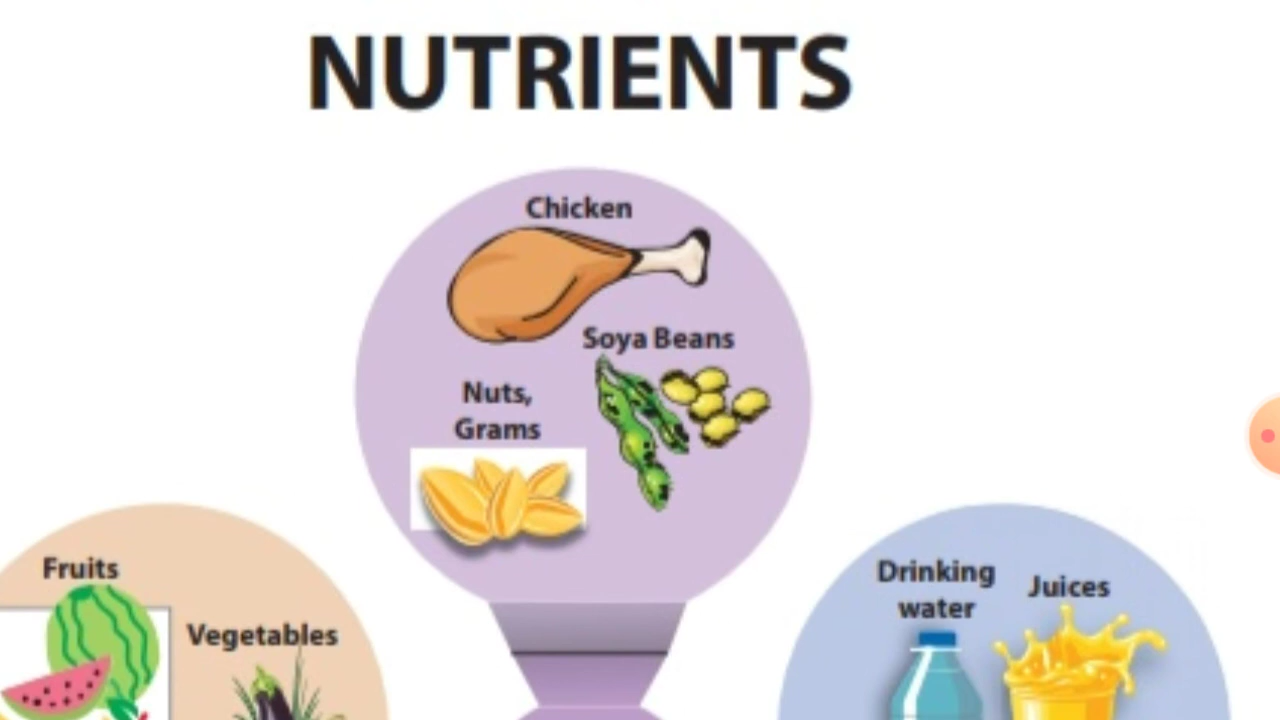 NUTRIENTS
Chicken
Soya Beans
Nuts,
Grams
Fruits
Vegetables
Drinking
water
Juices